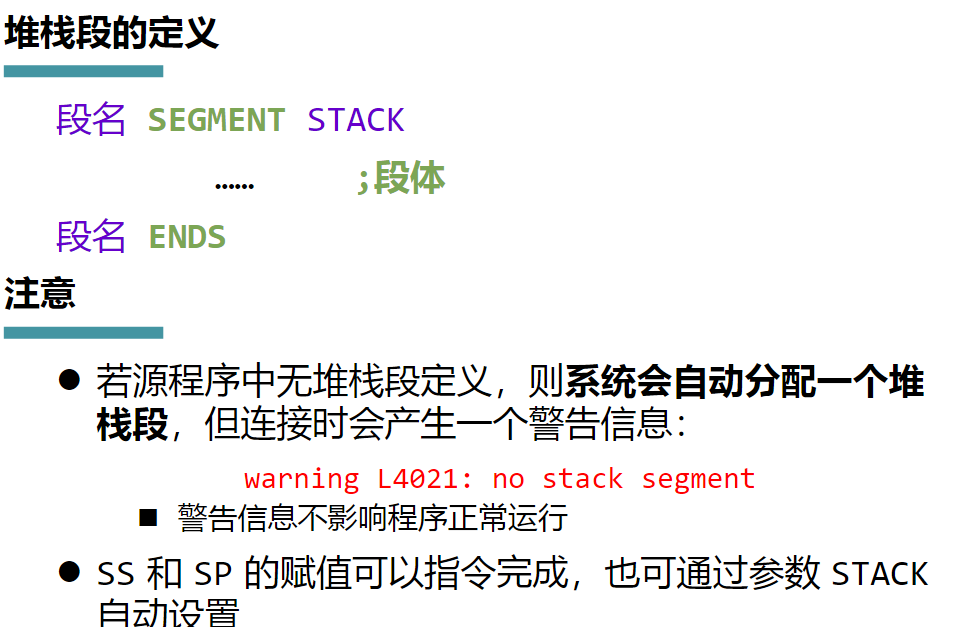 堆栈段的定义
段名 SEGMENT STACK
…… ;段体
段名 ENDS
注意
● 若源程序中无堆栈段定义，则系统会自动分配一个堆
栈段，但连接时会产生一个警告信息：
warning L4021: no stack segment
■ 警告信息不影响程序正常运行
● SS 和 SP 的赋值可以指令完成，也可通过参数 STACK
自动设置